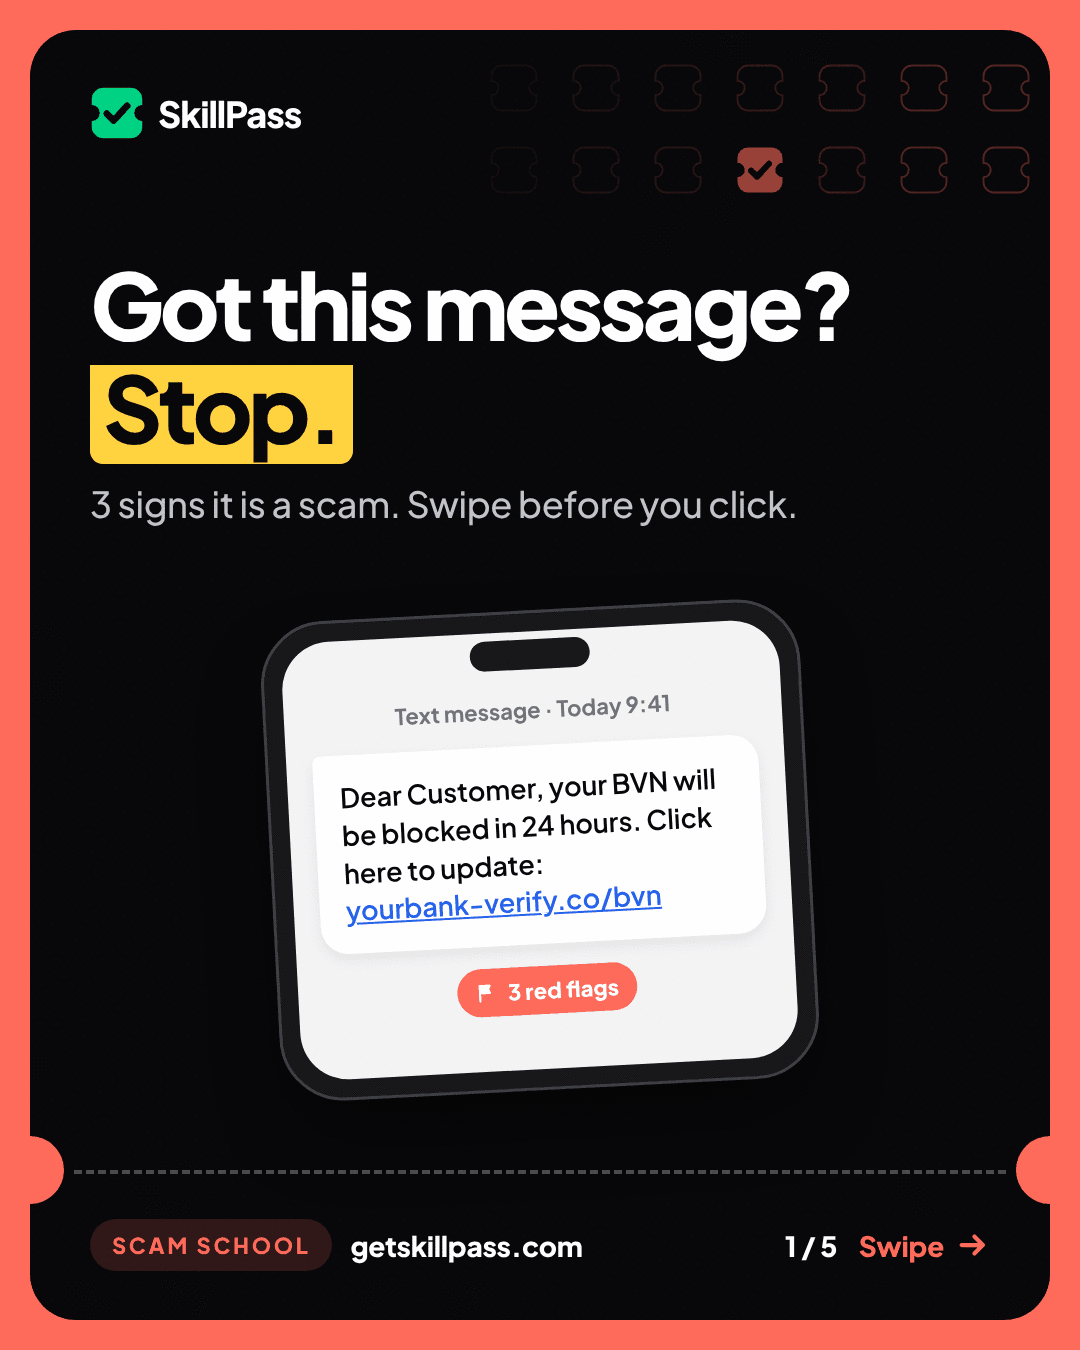 SkillPass
Got this message?
Stop.
3 signs it is a scam. Swipe before you click.
Text message · Today 9:41
Dear Customer, your BVN will
be blocked in 24 hours. Click
here to update:
yourbank-verify.co/bvn
3 red flags
SCAM SCHOOL getskillpass.com 1 / 5 Swipe →